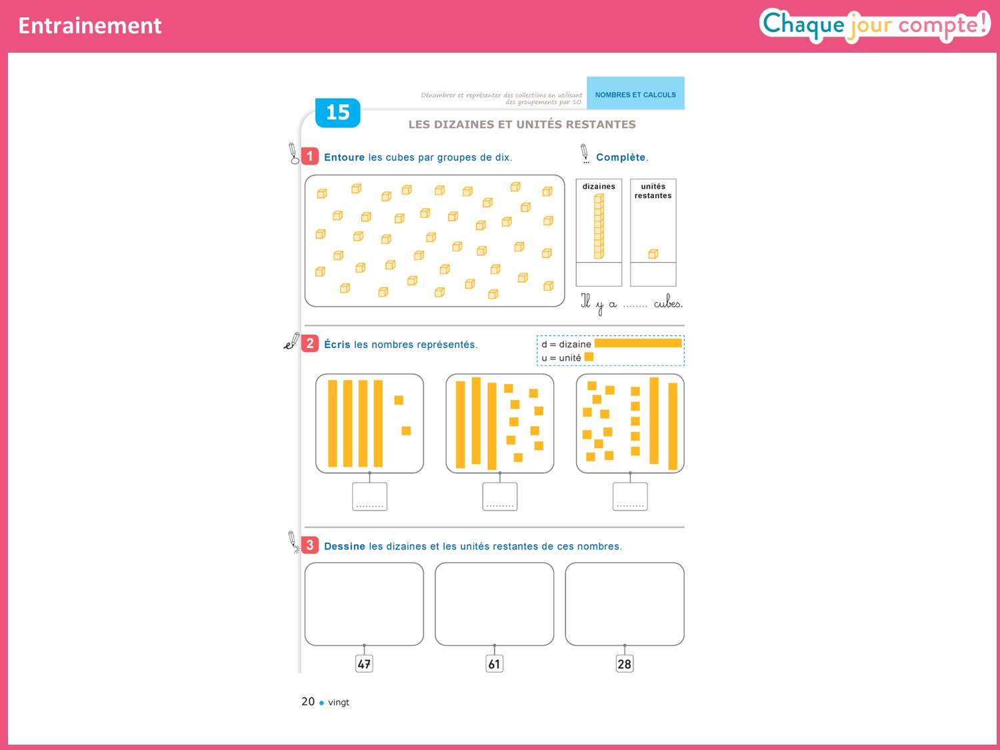 Entrainement
Chaque jour compte!
Dénombrer et représenter des collections en utilisant
des groupements par 10.
NOMBRES ET CALCULS
15
LES DIZAINES ET UNITÉS RESTANTES
1 Entoure les cubes par groupes de dix.
Complète.
dizaines
unités
restantes
Il y a ........ cubes.
2 Écris les nombres représentés.
d = dizaine
u = unité
.........
.........
.........
3 Dessine les dizaines et les unités restantes de ces nombres.
47
61
28
20 • vingt